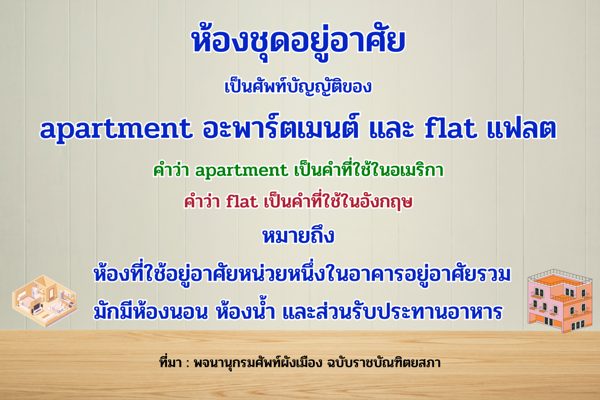 ห้องชุดอยู่อาศัย
เป็นศัพท์บัญญัติของ
apartment อะพาร์ตเมนต์ และ flat แฟลต
คำว่า apartment เป็นคำที่ใช้ในอเมริกา
คำว่า flat เป็นคำที่ใช้ในอังกฤษ
หมายถึง
ห้องที่ใช้อยู่อาศัยหน่วยหนึ่งในอาคารอยู่อาศัยรวม
มักมีห้องนอน ห้องน้ำ และส่วนรับประทานอาหาร
ที่มา : พจนานุกรมศัพท์ผังเมือง ฉบับราชบัณฑิตยสภา